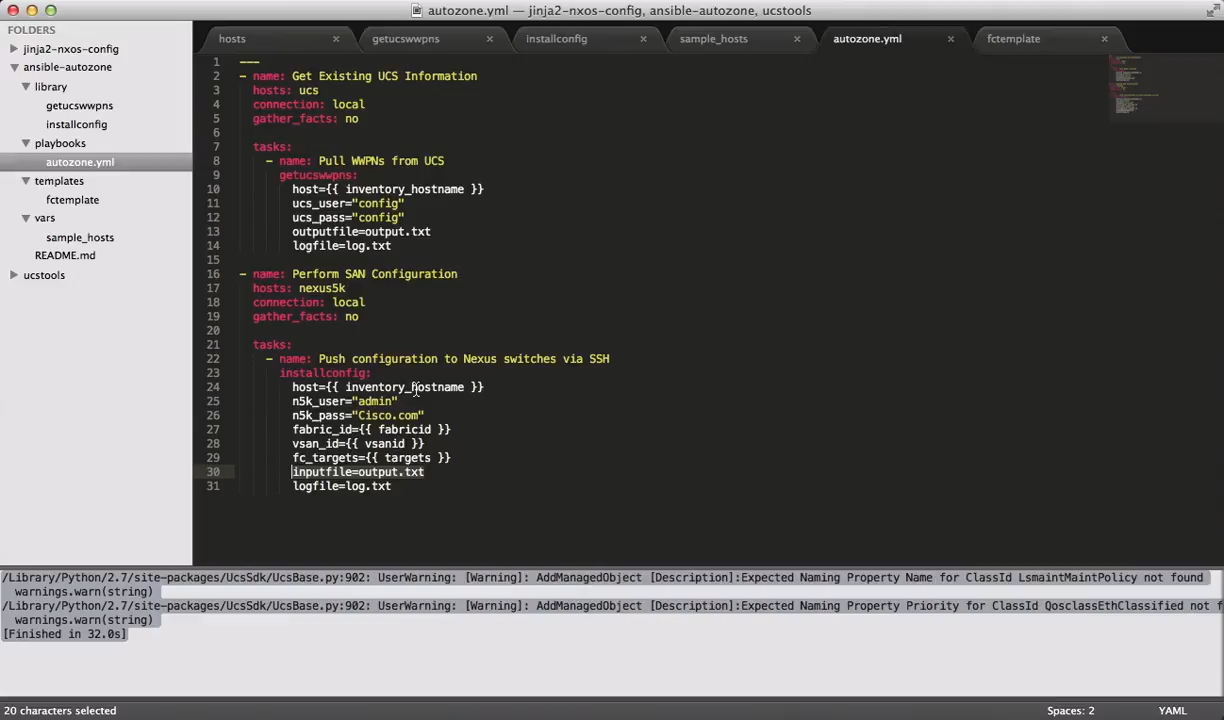 autozone.yml — jinja2-nxos-config, ansible-autozone, ucstools
FOLDERS
jinja2-nxos-config
ansible-autozone
library
getucswwpns
installconfig
playbooks
autozone.yml
templates
fctemplate
vars
sample_hosts
README.md
ucstools
hosts × getucswwpns × installconfig × sample_hosts × autozone.yml × fctemplate ×
1 ---
2 - name: Get Existing UCS Information
3 hosts: ucs
4 connection: local
5 gather_facts: no
6
7 tasks:
8 - name: Pull WWPNs from UCS
9 getucswwpns:
10 host={{ inventory_hostname }}
11 ucs_user="config"
12 ucs_pass="config"
13 outputfile=output.txt
14 logfile=log.txt
15
16 - name: Perform SAN Configuration
17 hosts: nexus5k
18 connection: local
19 gather_facts: no
20
21 tasks:
22 - name: Push configuration to Nexus switches via SSH
23 installconfig:
24 host={{ inventory_hostname }}
25 n5k_user="admin"
26 n5k_pass="Cisco.com"
27 fabric_id={{ fabricid }}
28 vsan_id={{ vsanid }}
29 fc_targets={{ targets }}
30 inputfile=output.txt
31 logfile=log.txt
/Library/Python/2.7/site-packages/UcsSdk/UcsBase.py:902: UserWarning: [Warning]: AddManagedObject [Description]:Expected Naming Property Name for ClassId LsmaintMaintPolicy not found
warnings.warn(string)
/Library/Python/2.7/site-packages/UcsSdk/UcsBase.py:902: UserWarning: [Warning]: AddManagedObject [Description]:Expected Naming Property Priority for ClassId QosclassEthClassified not f
warnings.warn(string)
[Finished in 32.0s]
20 characters selected
Spaces: 2
YAML